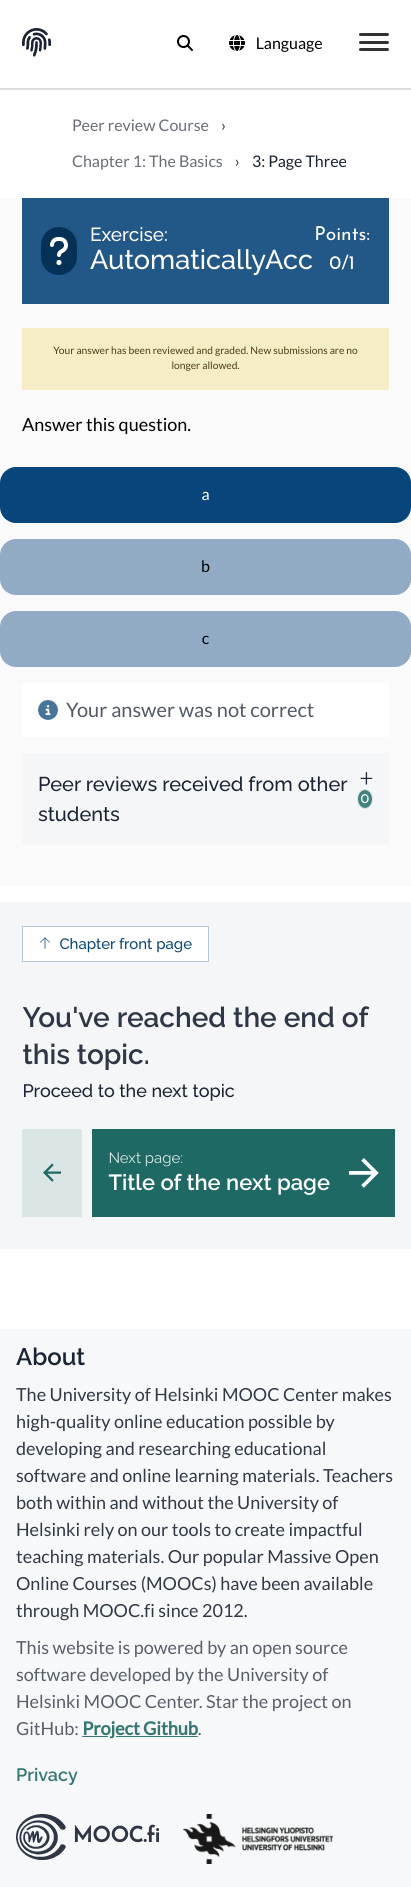 Language
Peer review Course ›
Chapter 1: The Basics › 3: Page Three
Exercise:
AutomaticallyAcc
Points:
0/1
Your answer has been reviewed and graded. New submissions are no
longer allowed.
Answer this question.
a
b
c
Your answer was not correct
Peer reviews received from other
students
0
Chapter front page
You've reached the end of
this topic.
Proceed to the next topic
Next page:
Title of the next page
About
The University of Helsinki MOOC Center makes
high-quality online education possible by
developing and researching educational
software and online learning materials. Teachers
both within and without the University of
Helsinki rely on our tools to create impactful
teaching materials. Our popular Massive Open
Online Courses (MOOCs) have been available
through MOOC.fi since 2012.
This website is powered by an open source
software developed by the University of
Helsinki MOOC Center. Star the project on
GitHub: Project Github.
Privacy
MOOC.fi
HELSINGIN YLIOPISTO
HELSINGFORS UNIVERSITET
UNIVERSITY OF HELSINKI